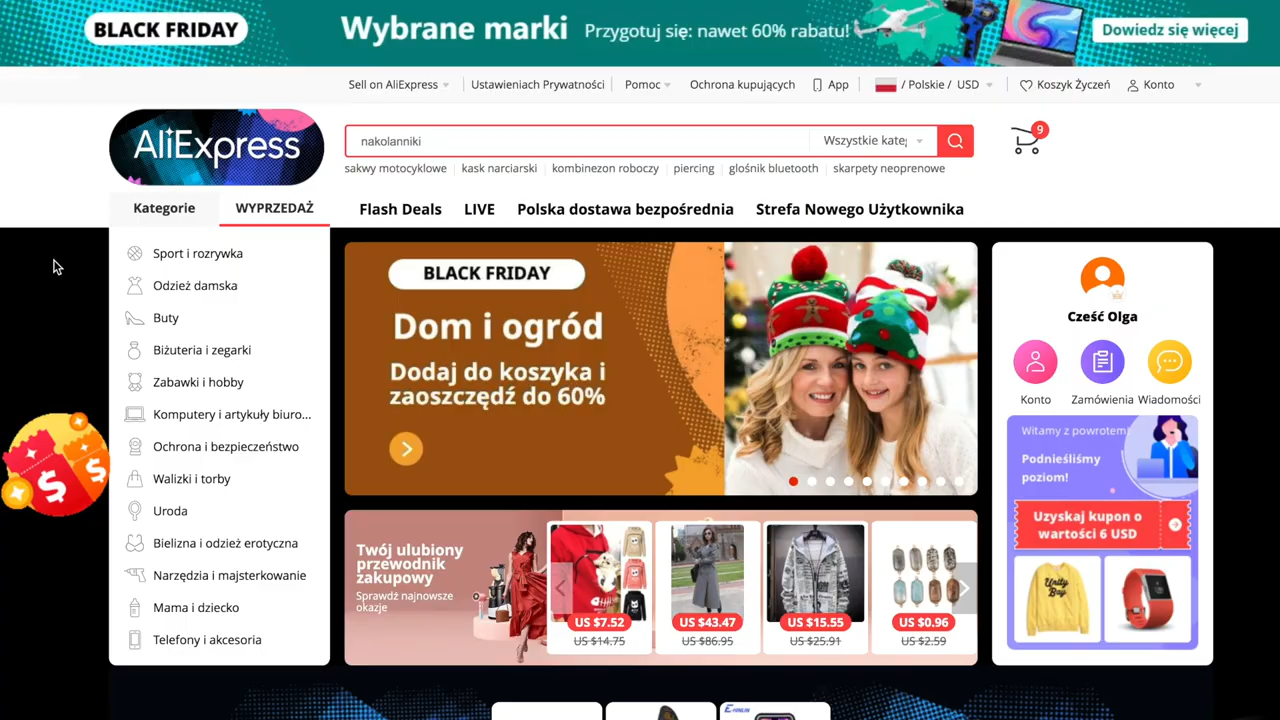 BLACK FRIDAY
Wybrane marki
Przygotuj się: nawet 60% rabatu!
Dowiedz się więcej
Sell on AliExpress
Ustawieniach Prywatności
Pomoc
Ochrona kupujących
App
/ Polskie / USD
Koszyk Życzeń
Konto
AliExpress
nakolanniki
Wszystkie kateg
9
sakwy motocyklowe
kask narciarski
kombinezon roboczy
piercing
głośnik bluetooth
skarpety neoprenowe
Kategorie
WYPRZEDAŻ
Flash Deals
LIVE
Polska dostawa bezpośrednia
Strefa Nowego Użytkownika
Sport i rozrywka
Odzież damska
Buty
Biżuteria i zegarki
Zabawki i hobby
Komputery i artykuły biuro...
Ochrona i bezpieczeństwo
Walizki i torby
Uroda
Bielizna i odzież erotyczna
Narzędzia i majsterkowanie
Mama i dziecko
Telefony i akcesoria
BLACK FRIDAY
Dom i ogród
Dodaj do koszyka i
zaoszczędź do 60%
Twój ulubiony
przewodnik
zakupowy
Sprawdź najnowsze
okazje
US $7.52
US $14.75
US $43.47
US $86.95
US $15.55
US $25.91
US $0.96
US $2.59
Cześć Olga
Konto
Zamówienia
Wiadomości
Witamy z powrotem!
Podnieśliśmy
poziom!
Uzyskaj kupon o
wartości 6 USD
Unity
Bay
$
$